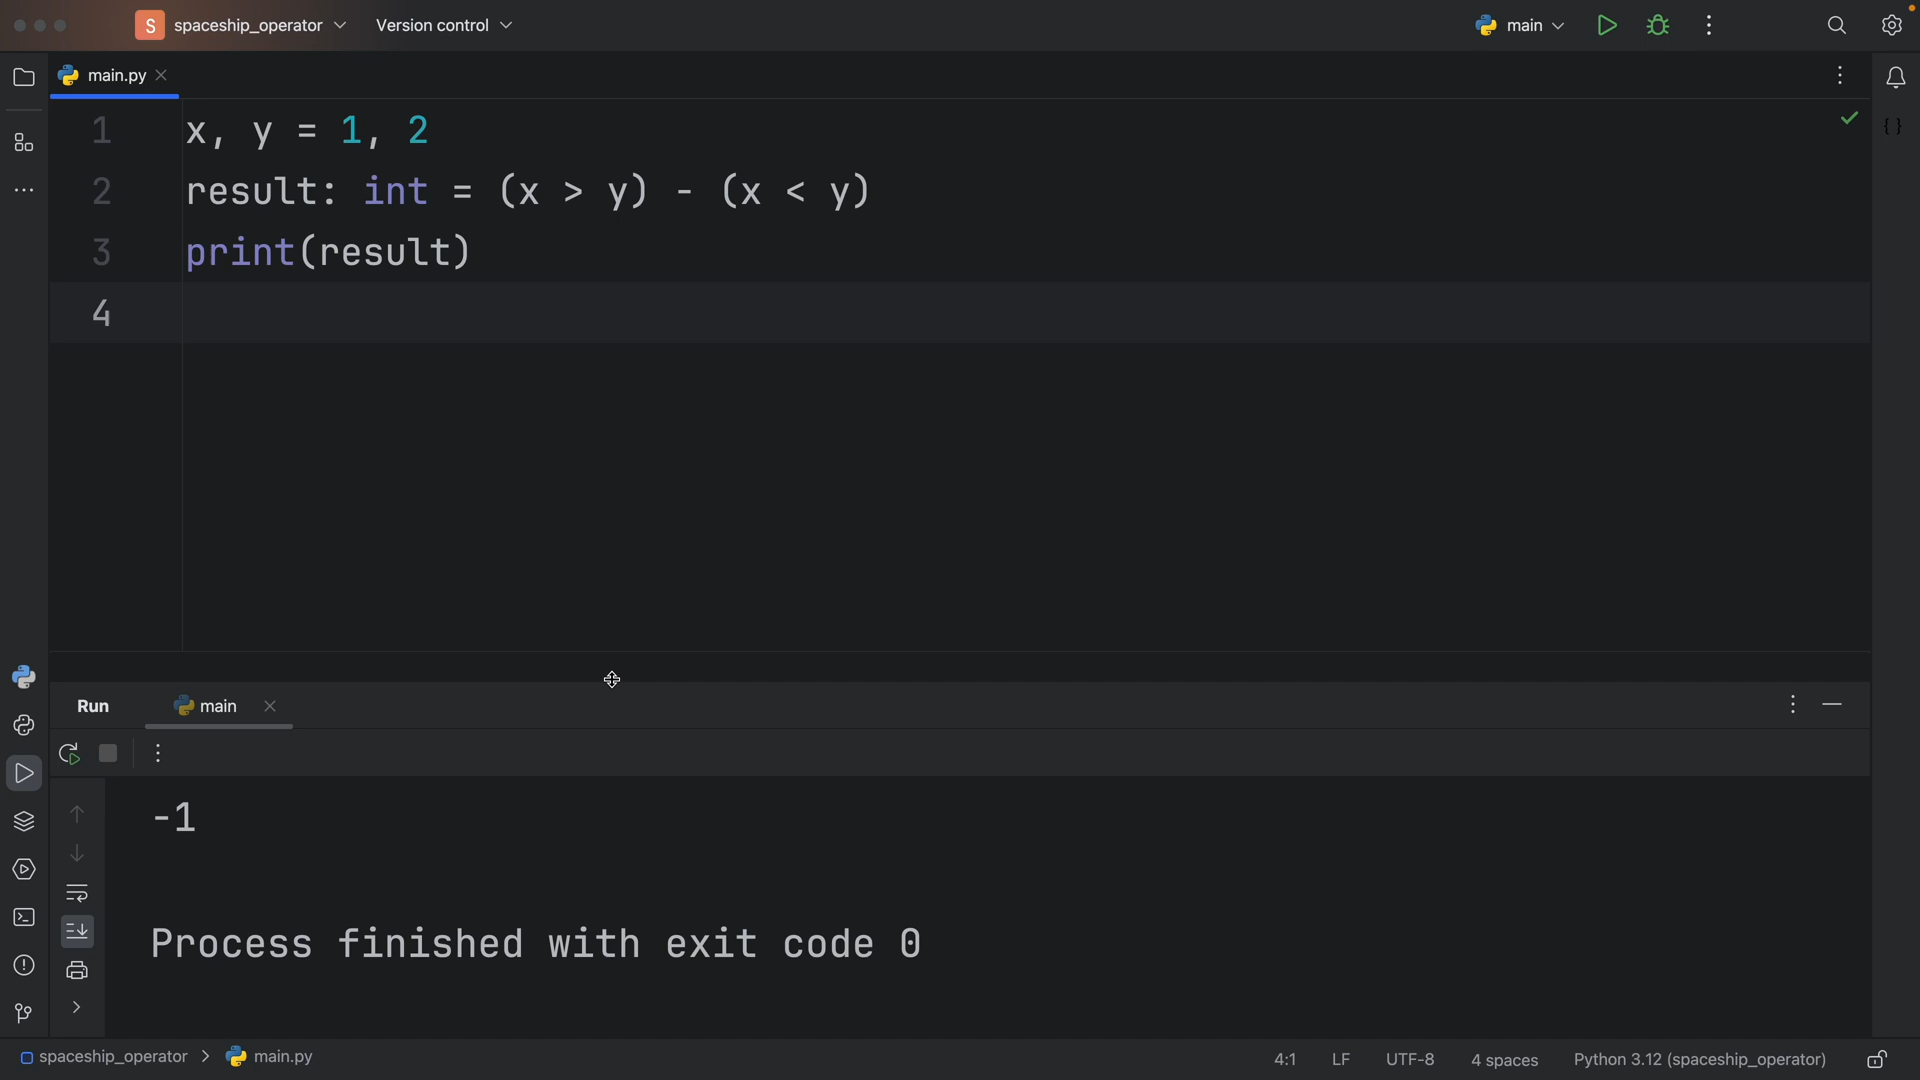 S spaceship_operator Version control main
main.py
1 x, y = 1, 2
2 result: int = (x > y) - (x < y)
3 print(result)
4
Run main
-1
Process finished with exit code 0
spaceship_operator > main.py 4:1 LF UTF-8 4 spaces Python 3.12 (spaceship_operator)